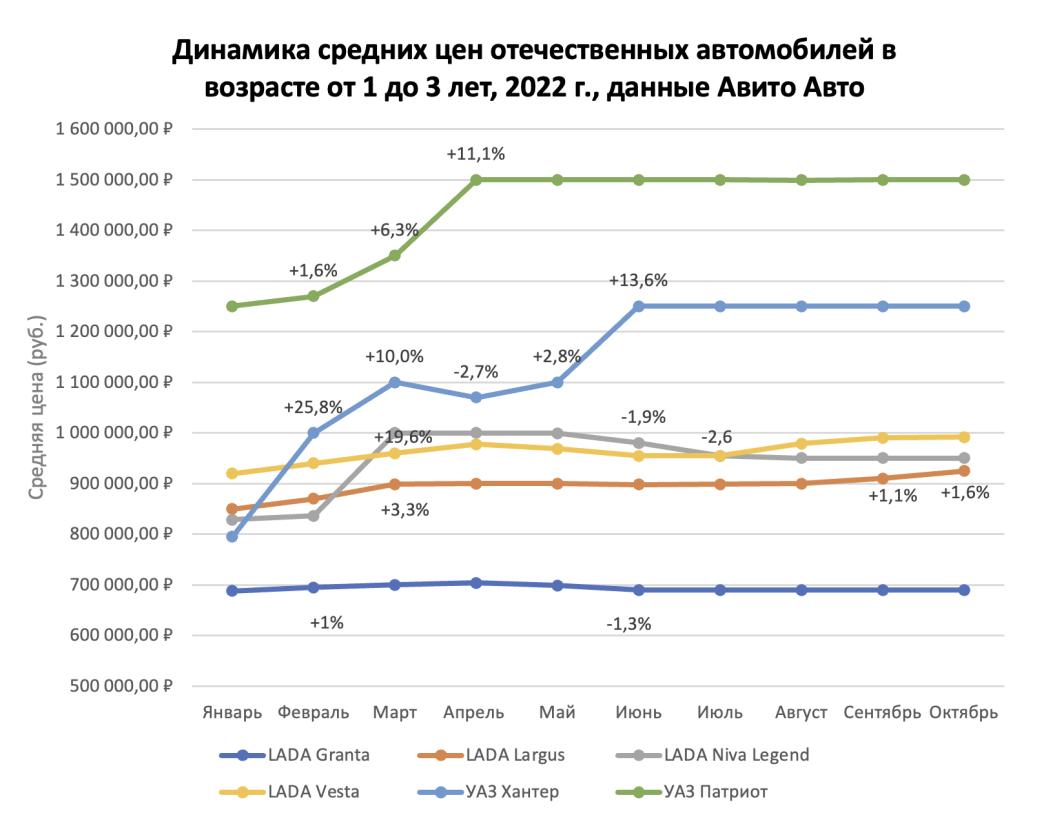 Динамика средних цен отечественных автомобилей в
возрасте от 1 до 3 лет, 2022 г., данные Авито Авто
Средняя цена (руб.)
1 600 000,00 ₽
1 500 000,00 ₽
1 400 000,00 ₽
1 300 000,00 ₽
1 200 000,00 ₽
1 100 000,00 ₽
1 000 000,00 ₽
900 000,00 ₽
800 000,00 ₽
700 000,00 ₽
600 000,00 ₽
500 000,00 ₽
+11,1%
+6,3%
+1,6%
+13,6%
+10,0%
-2,7%
+2,8%
+25,8%
+19,6%
-1,9%
-2,6
+3,3%
+1,1%
+1,6%
+1%
-1,3%
Январь Февраль Март Апрель Май Июнь Июль Август Сентябрь Октябрь
LADA Granta LADA Largus LADA Niva Legend
LADA Vesta УАЗ Хантер УАЗ Патриот